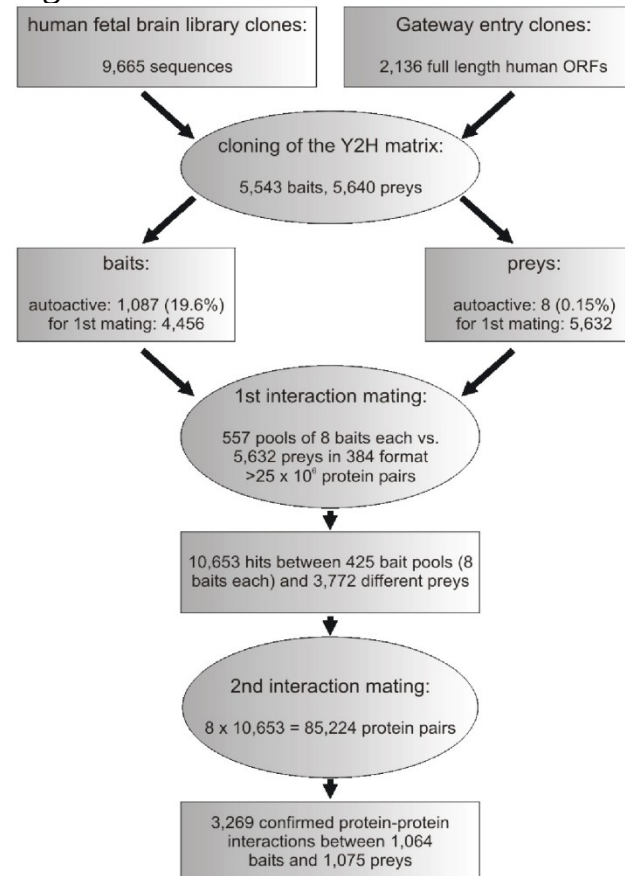 human fetal brain library clones:
9,665 sequences
Gateway entry clones:
2,136 full length human ORFs
cloning of the Y2H matrix:
5,543 baits, 5,640 preys
baits:
autoactive: 1,087 (19.6%)
for 1st mating: 4,456
preys:
autoactive: 8 (0.15%)
for 1st mating: 5,632
1st interaction mating:
557 pools of 8 baits each vs.
5,632 preys in 384 format
>25 x 10⁶ protein pairs
10,653 hits between 425 bait pools (8
baits each) and 3,772 different preys
2nd interaction mating:
8 x 10,653 = 85,224 protein pairs
3,269 confirmed protein-protein
interactions between 1,064
baits and 1,075 preys